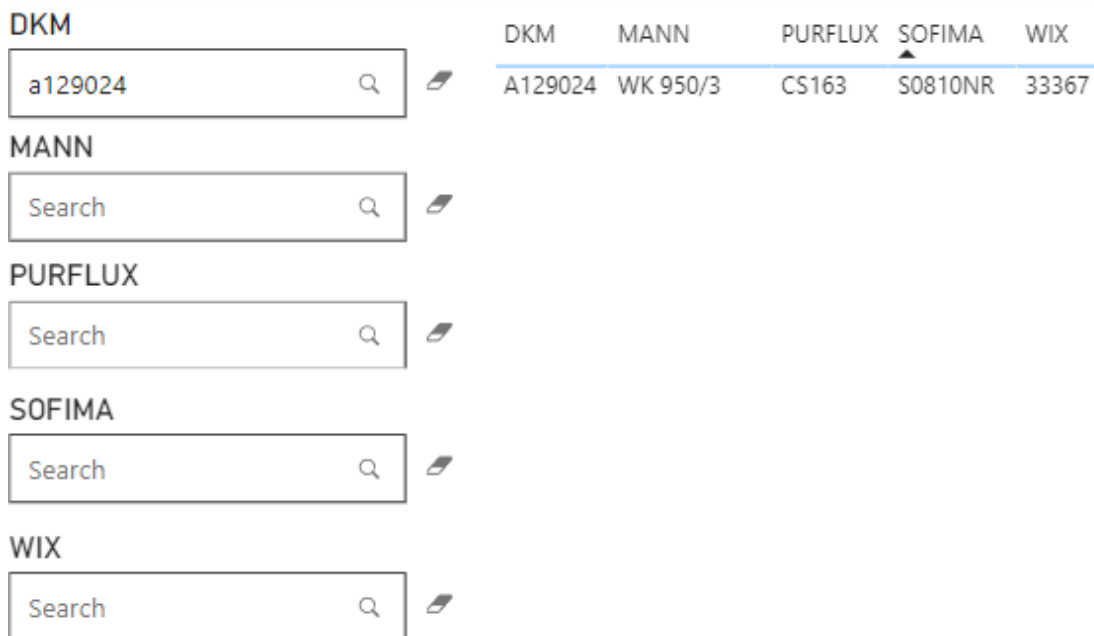 DKM
a129024
MANN
Search
PURFLUX
Search
SOFIMA
Search
WIX
Search
DKM MANN PURFLUX SOFIMA WIX
A129024 WK 950/3 CS163 S0810NR 33367